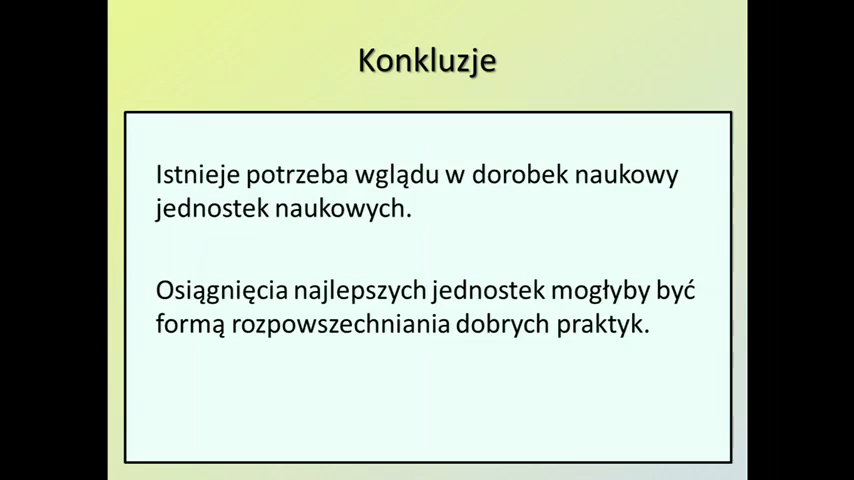 Konkluzje
Istnieje potrzeba wglądu w dorobek naukowy
jednostek naukowych.
Osiągnięcia najlepszych jednostek mogłyby być
formą rozpowszechniania dobrych praktyk.